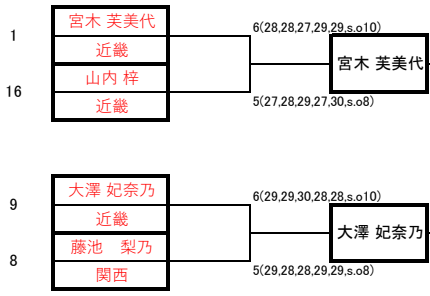 宮木 芙美代
6(28,28,27,29,29,s.o10)
1
近畿
宮木 芙美代
山内 梓
16
近畿
5(27,28,29,27,30,s.o8)
大澤 妃奈乃
6(29,29,30,28,28,s.o10)
9
近畿
大澤 妃奈乃
藤池　梨乃
8
関西
5(29,28,28,29,29,s.o8)